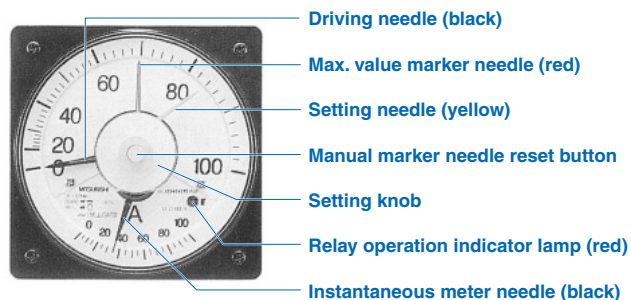 Driving needle (black)
Max. value marker needle (red)
Setting needle (yellow)
Manual marker needle reset button
Setting knob
Relay operation indicator lamp (red)
Instantaneous meter needle (black)
0 20 40 60 80 100
MITSUBISHI
A
0 20 40 60 80 100